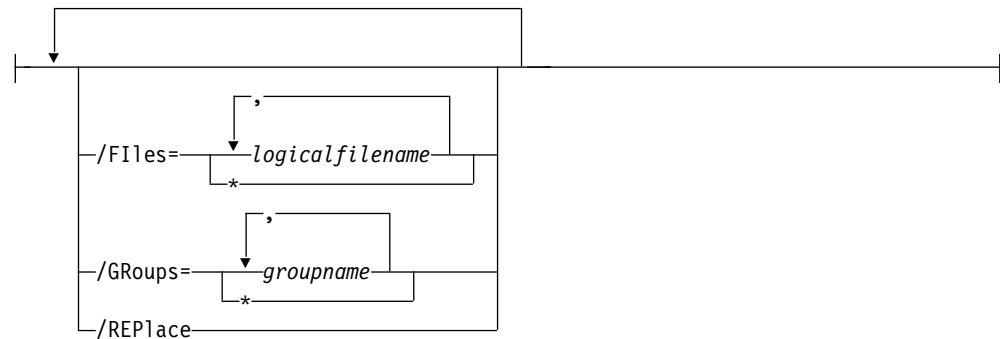 ,
/FIles= logicalfilename
*
,
/GRoups= groupname
*
/REPlace